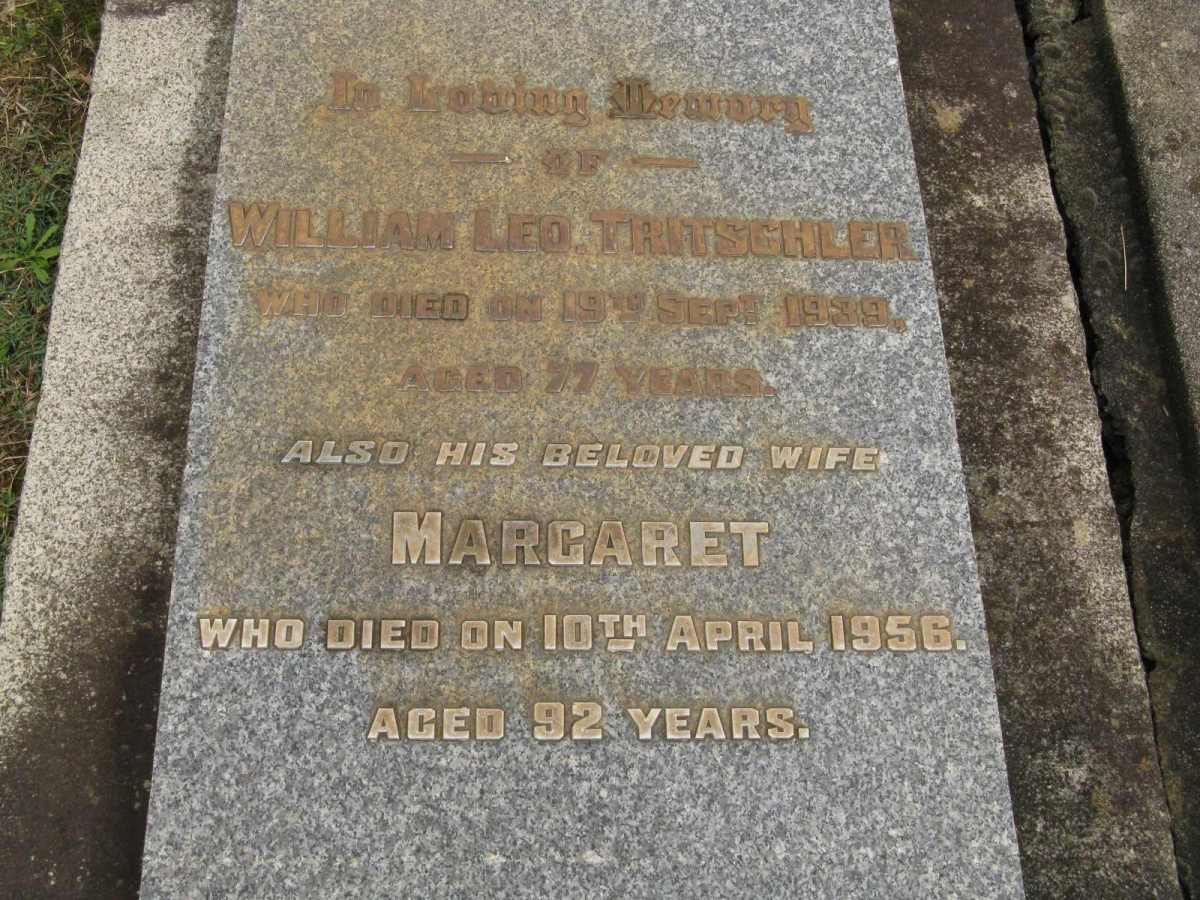 In Loving Memory
— OF —
WILLIAM LEO. TRITSCHLER
WHO DIED ON 19TH SEPT. 1939,
AGED 77 YEARS.
ALSO HIS BELOVED WIFE
MARGARET
WHO DIED ON 10TH APRIL 1956.
AGED 92 YEARS.